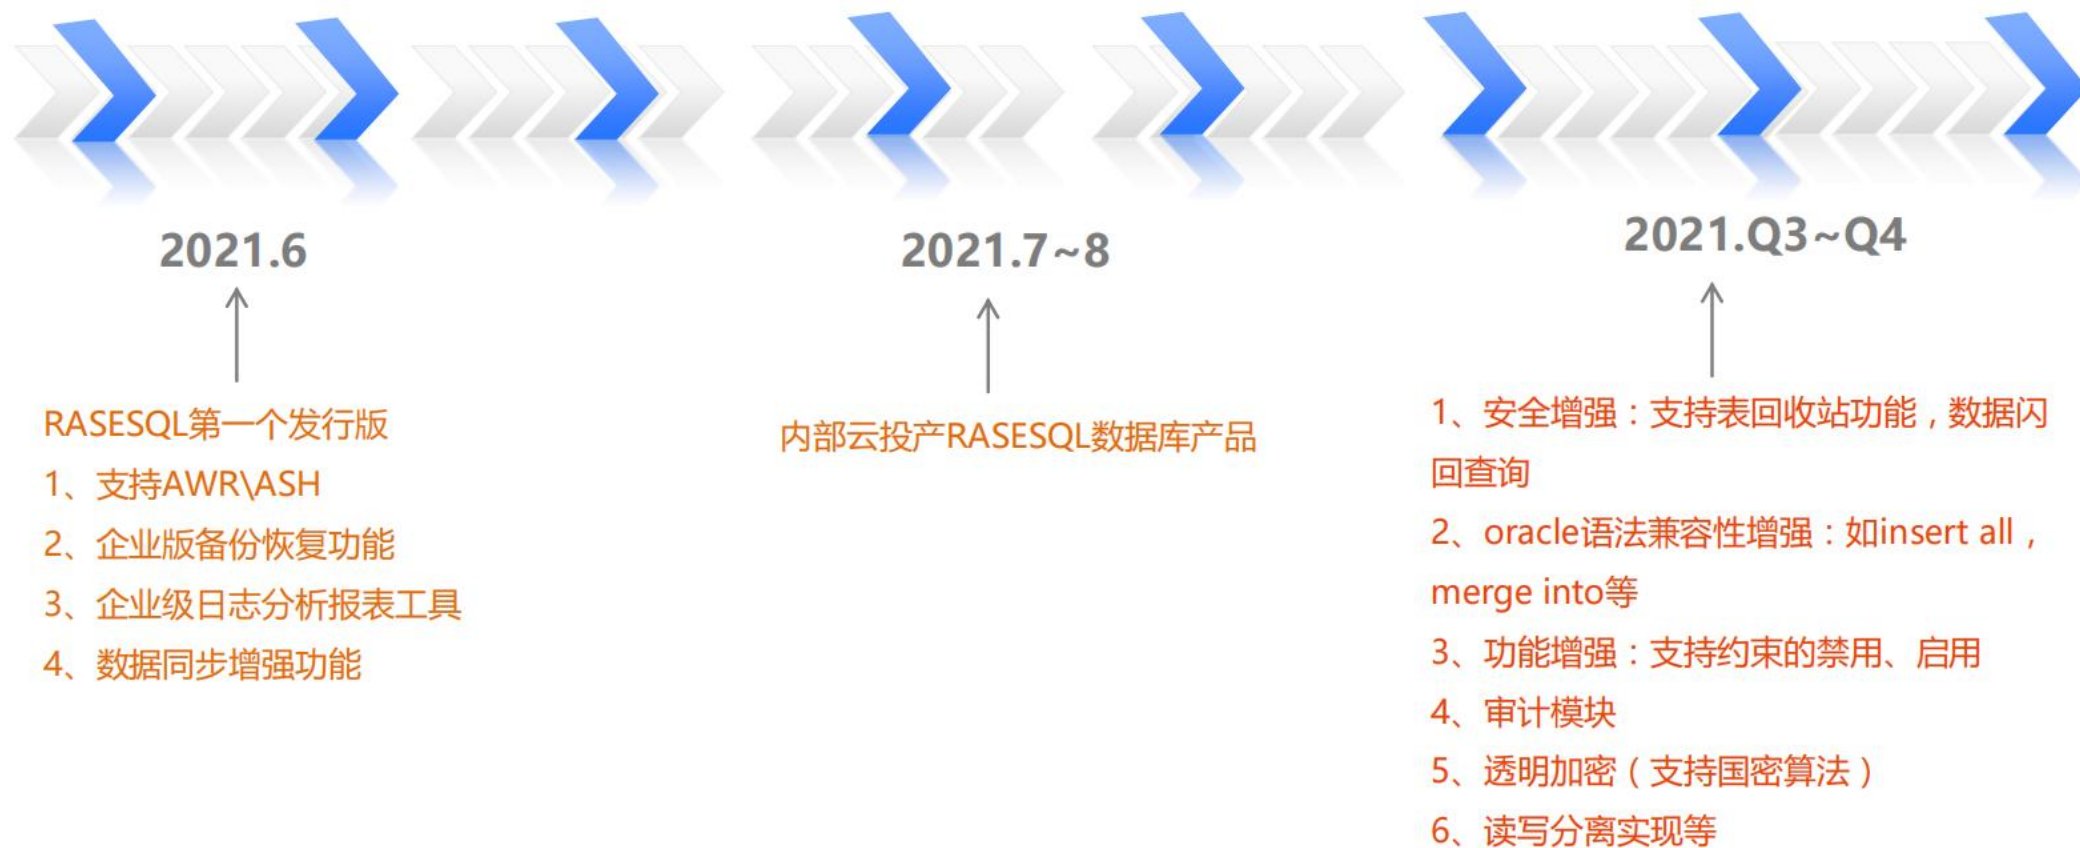 2021.6
RASESQL第一个发行版
1、支持AWR\ASH
2、企业版备份恢复功能
3、企业级日志分析报表工具
4、数据同步增强功能
2021.7~8
内部云投产RASESQL数据库产品
2021.Q3~Q4
1、安全增强：支持表回收站功能，数据闪
回查询
2、oracle语法兼容性增强：如insert all，
merge into等
3、功能增强：支持约束的禁用、启用
4、审计模块
5、透明加密（支持国密算法）
6、读写分离实现等